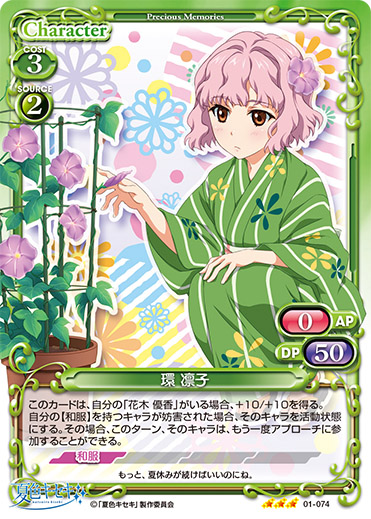 Precious Memories
Character
COST
3
SOURCE
2
0 AP
DP 50
環 凛子
このカードは、自分の「花木 優香」がいる場合、+10/+10を得る。
自分の【和服】を持つキャラが妨害された場合、そのキャラを活動状態
にする。その場合、このターン、そのキャラは、もう一度アプローチに参
加することができる。
和服
もっと、夏休みが続けばいいのにね。
夏色キセキ
©「夏色キセキ」製作委員会
01-074